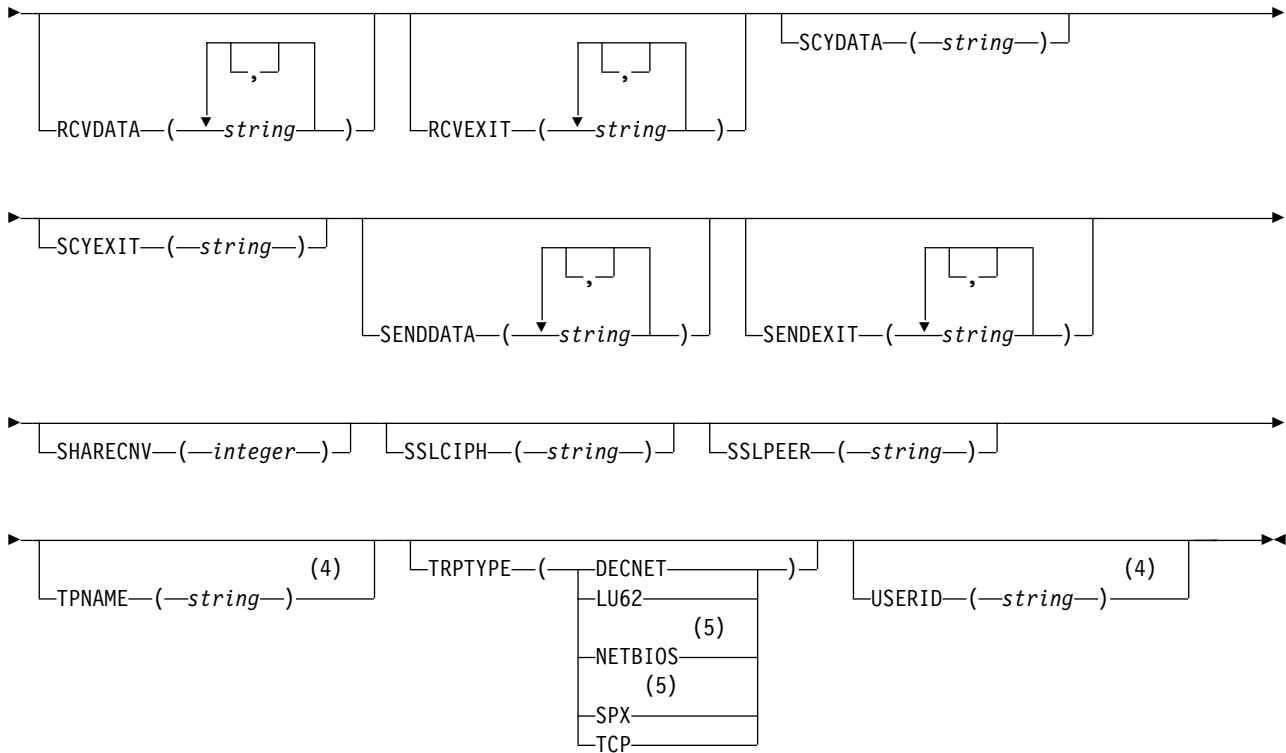 SCYDATA ( string )
, ,
RCVDATA ( string ) RCVEXIT ( string )
SCYEXIT ( string )
, ,
SENDDATA ( string ) SENDEXIT ( string )
SHARECNV ( integer ) SSLCIPH ( string ) SSLPEER ( string )
(4) TRPTYPE ( DECNET ) (4)
TPNAME ( string ) LU62 USERID ( string )
(5)
NETBIOS
(5)
SPX
TCP